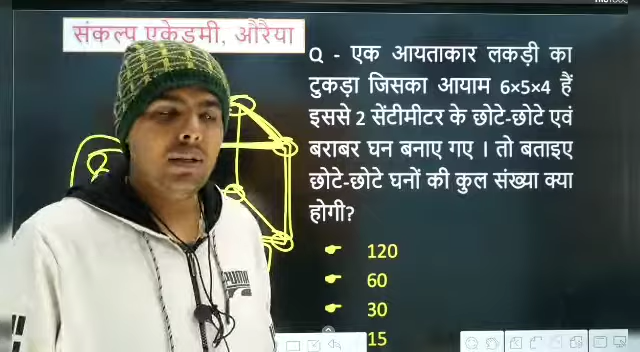 संकल्प एकेडमी, औरैया
Q - एक आयताकार लकड़ी का
टुकड़ा जिसका आयाम 6×5×4 हैं
इससे 2 सेंटीमीटर के छोटे-छोटे एवं
बराबर घन बनाए गए । तो बताइए
छोटे-छोटे घनों की कुल संख्या क्या
होगी?
120
60
30
15
PUMA